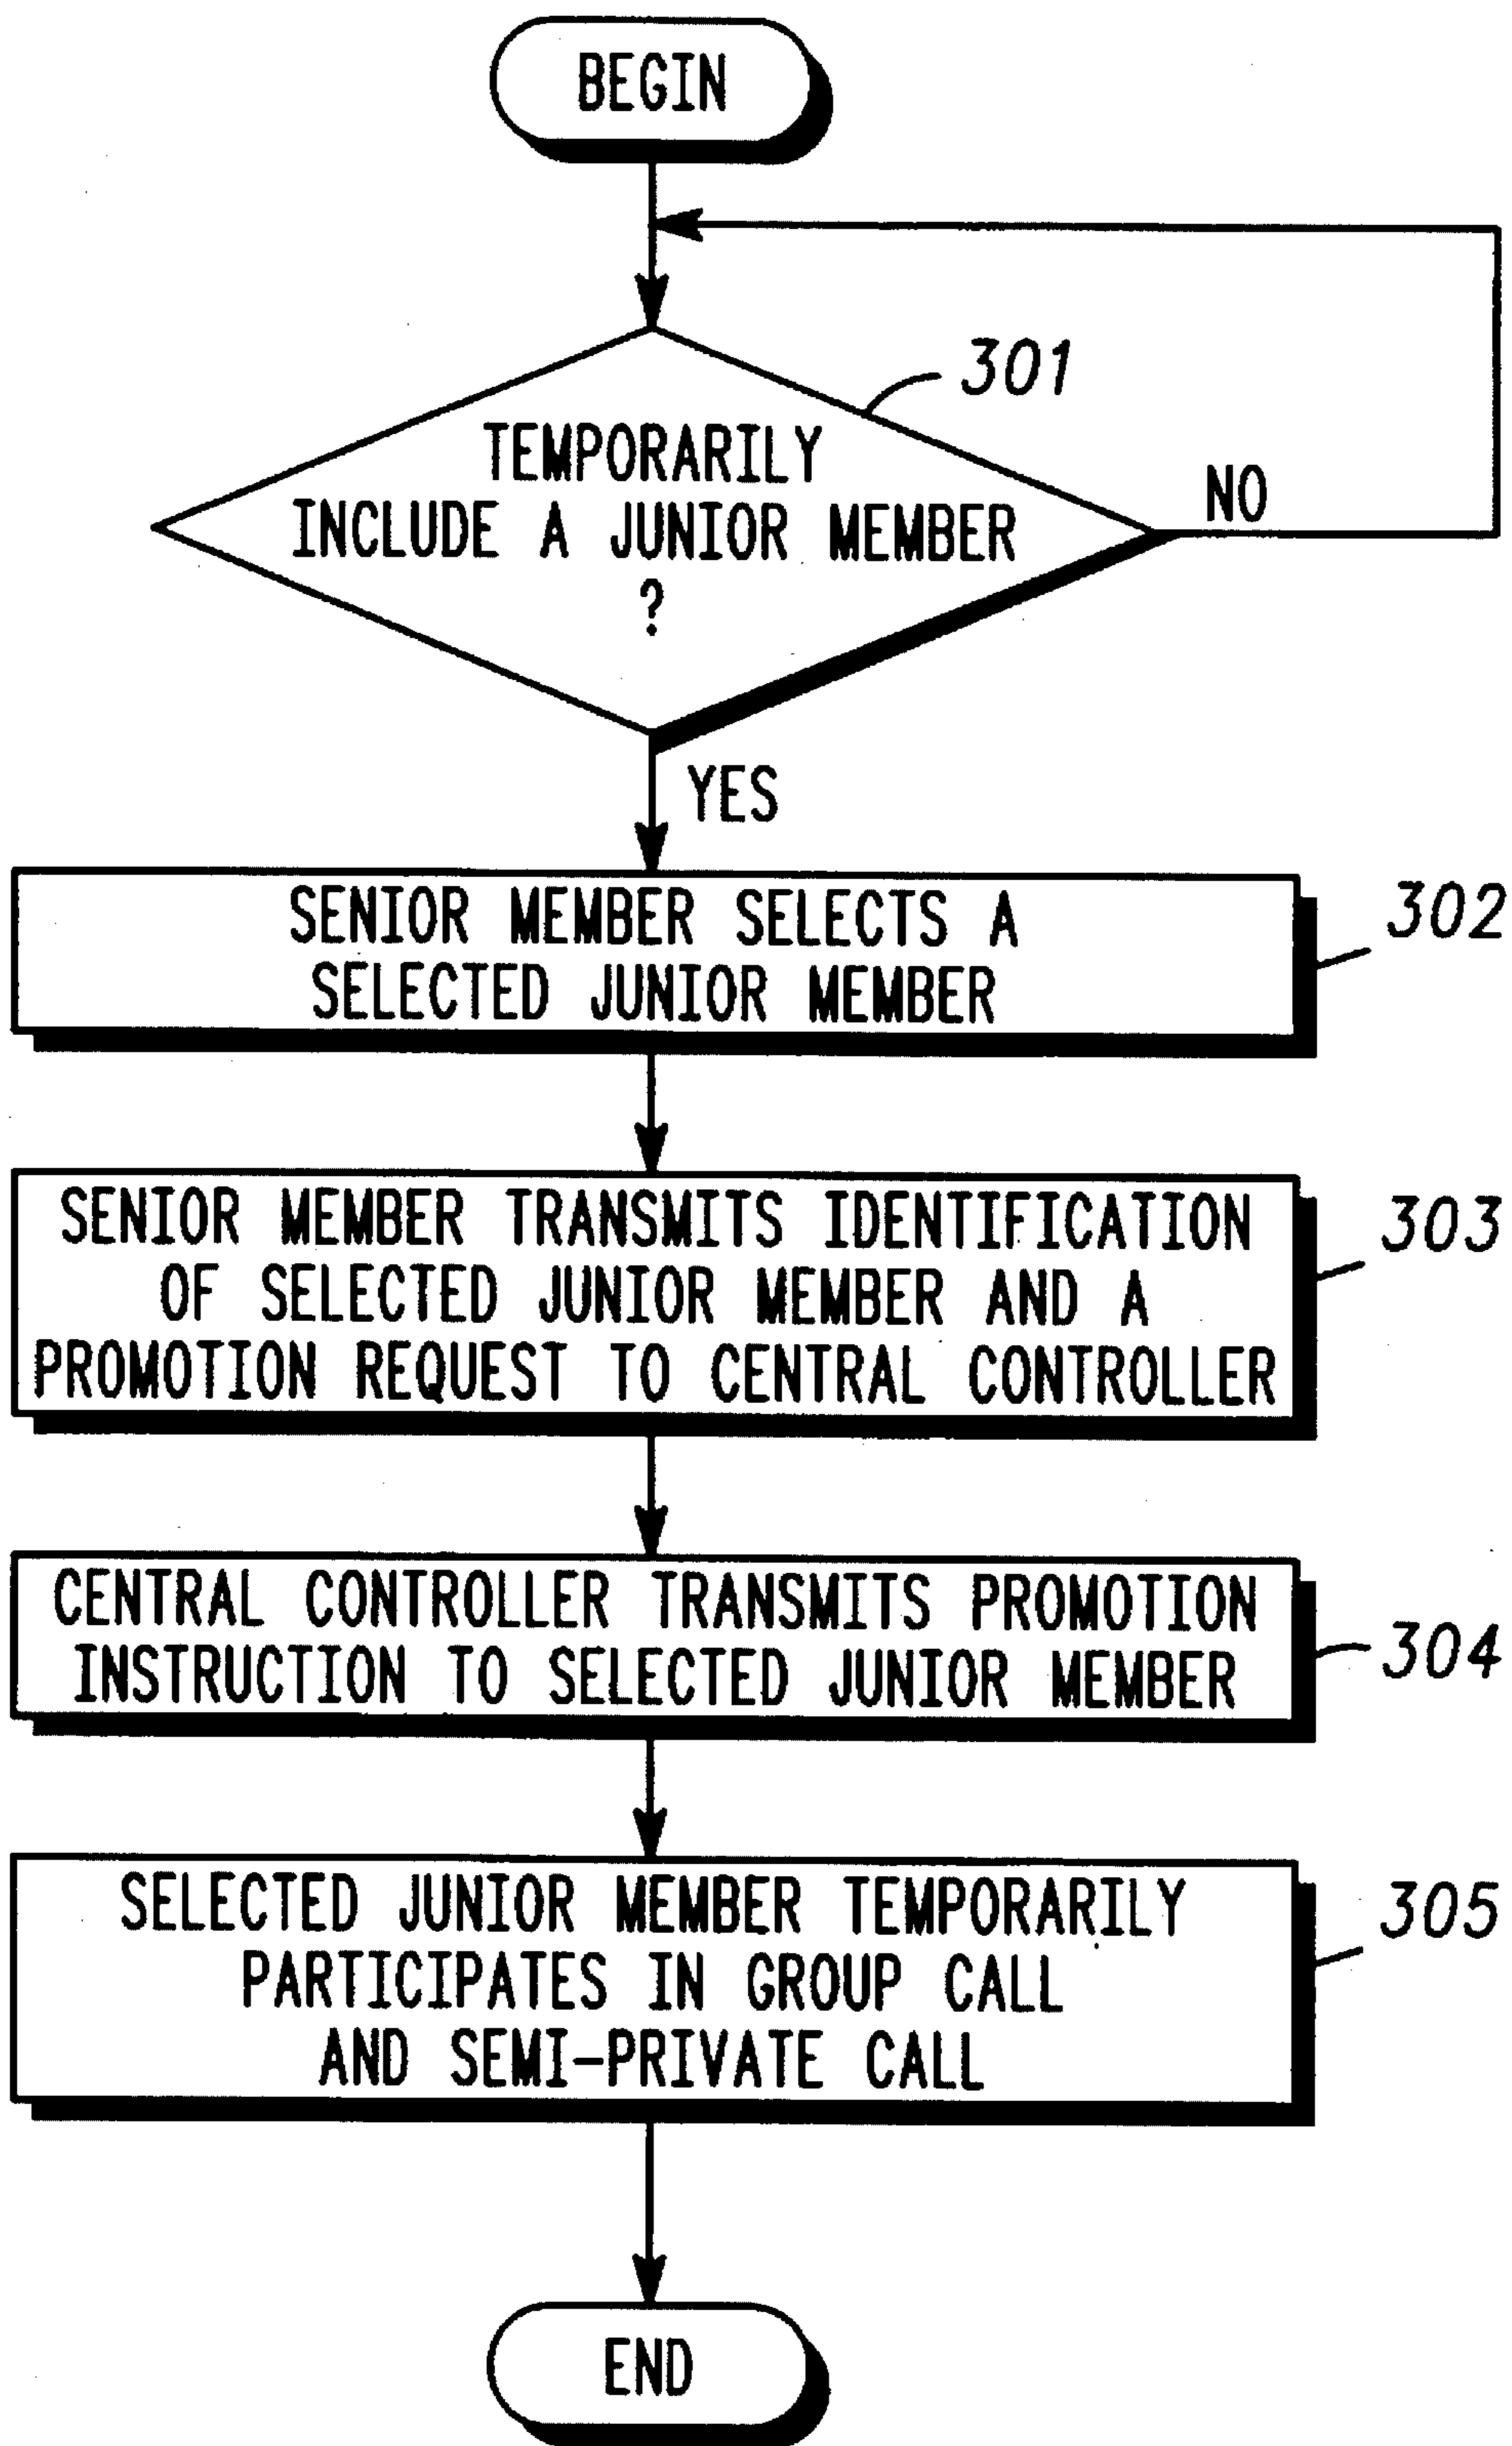 BEGIN
301
TEMPORARILY
INCLUDE A JUNIOR MEMBER
?
NO
YES
SENIOR MEMBER SELECTS A
SELECTED JUNIOR MEMBER
302
SENIOR MEMBER TRANSMITS IDENTIFICATION
OF SELECTED JUNIOR MEMBER AND A
PROMOTION REQUEST TO CENTRAL CONTROLLER
303
CENTRAL CONTROLLER TRANSMITS PROMOTION
INSTRUCTION TO SELECTED JUNIOR MEMBER
304
SELECTED JUNIOR MEMBER TEMPORARILY
PARTICIPATES IN GROUP CALL
AND SEMI-PRIVATE CALL
305
END